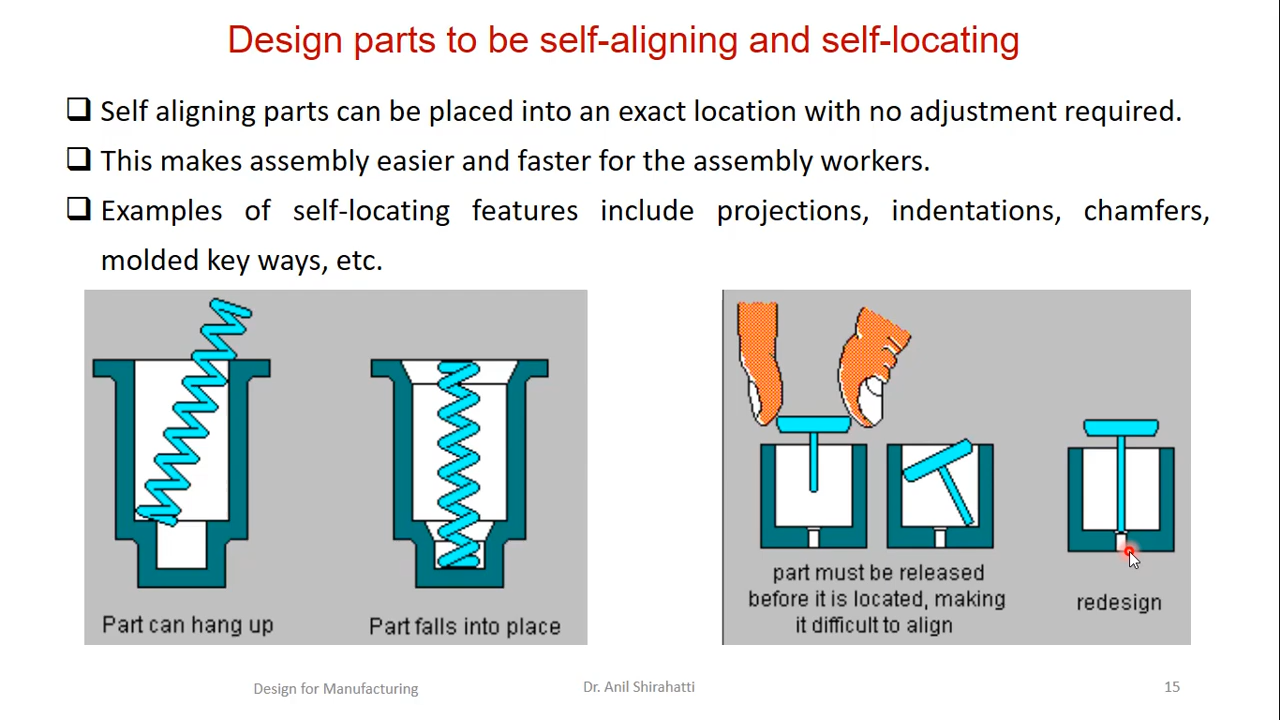 Design parts to be self-aligning and self-locating
Self aligning parts can be placed into an exact location with no adjustment required.
This makes assembly easier and faster for the assembly workers.
Examples of self-locating features include projections, indentations, chamfers,
molded key ways, etc.
Part can hang up
Part falls into place
part must be released
before it is located, making
it difficult to align
redesign
Design for Manufacturing
Dr. Anil Shirahatti
15